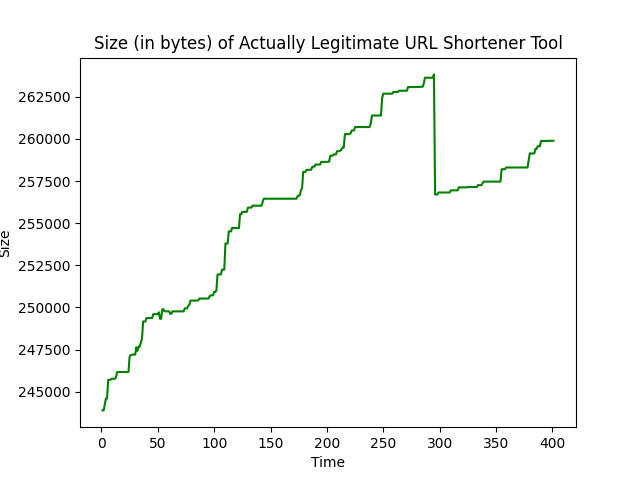 Size (in bytes) of Actually Legitimate URL Shortener Tool
262500
260000
257500
255000
252500
250000
247500
245000
Size
0 50 100 150 200 250 300 350 400
Time